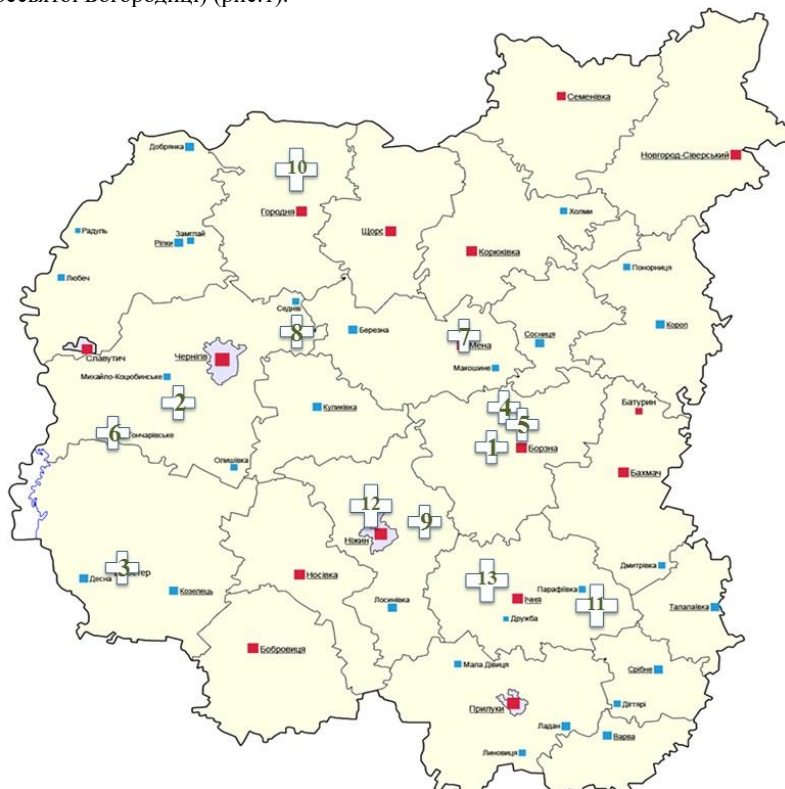 Богородиці) (рис.1).
Семенівка
Добрянка
Новгород-Сіверський
10
Городня
Холми
Радуль
Замглай
Ріпки
Щорс
Корюківка
Понорниця
Любеч
Седнів
8
Березна
7
Мена
Сосниця
Короп
Славутич
Чернігів
Михайло-Коцюбинське
Макошине
2
Куликівка
4
Батурин
5
6
Гончарівське
1
Борзна
Олишівка
Бахмач
12
9
Ніжин
3
Десна
Козелець
Носівка
13
Парафіївка
Дмитрівка
Ічня
11
Лосинівка
Дружба
Талалаївка
Бобровиця
Мала Дівиця
Срібне
Прилуки
Дігтярі
Ладан
Варва
Линовиця